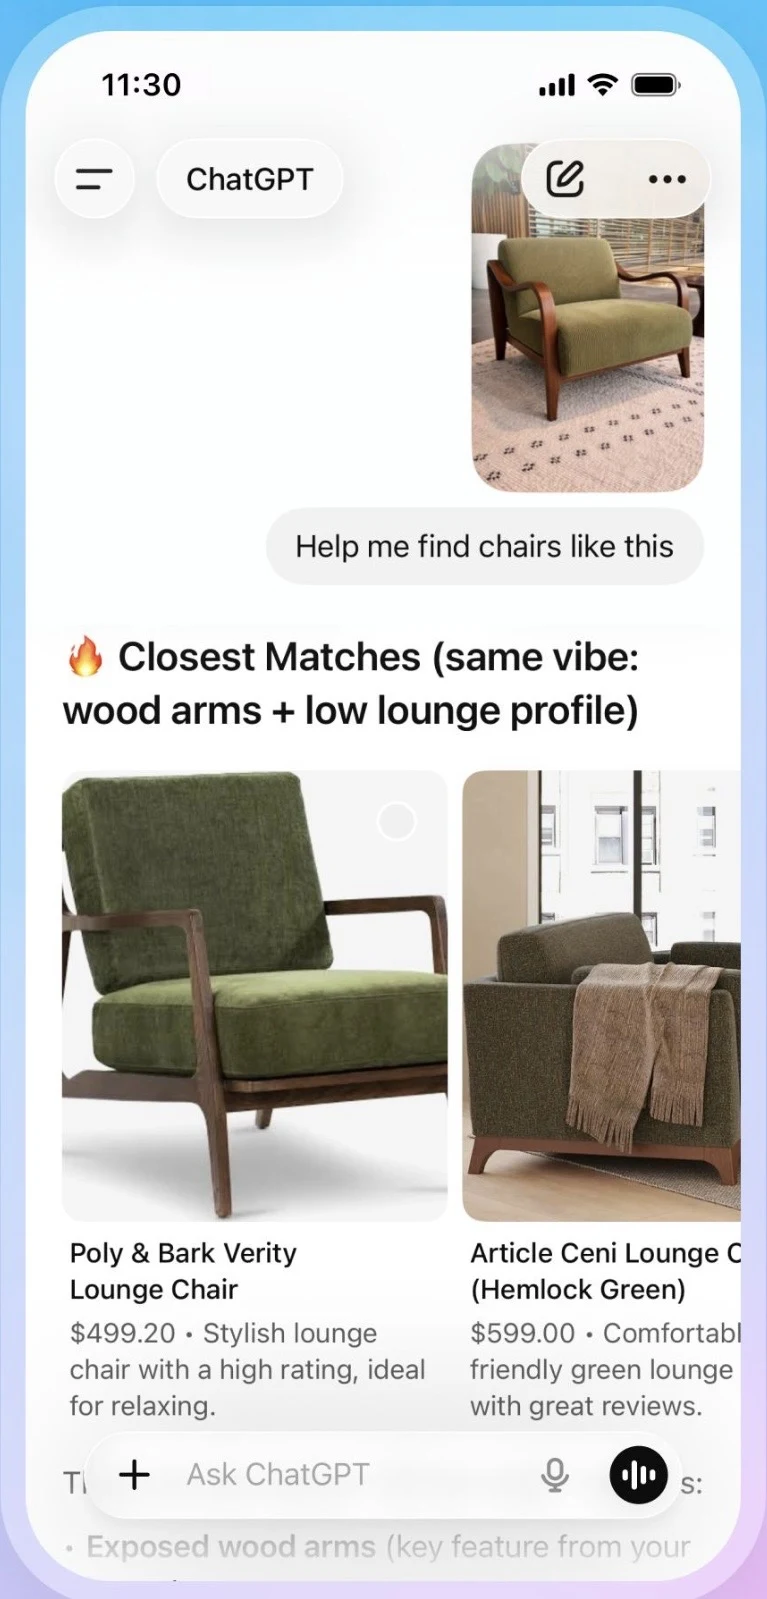 11:30
ChatGPT
Help me find chairs like this
🔥 Closest Matches (same vibe:
wood arms + low lounge profile)
Poly & Bark Verity
Lounge Chair
$499.20 • Stylish lounge
chair with a high rating, ideal
for relaxing.
Article Ceni Lounge
(Hemlock Green)
$599.00 •
friendly green lounge
with great reviews.
Ask ChatGPT
• Exposed wood arms (key feature from your